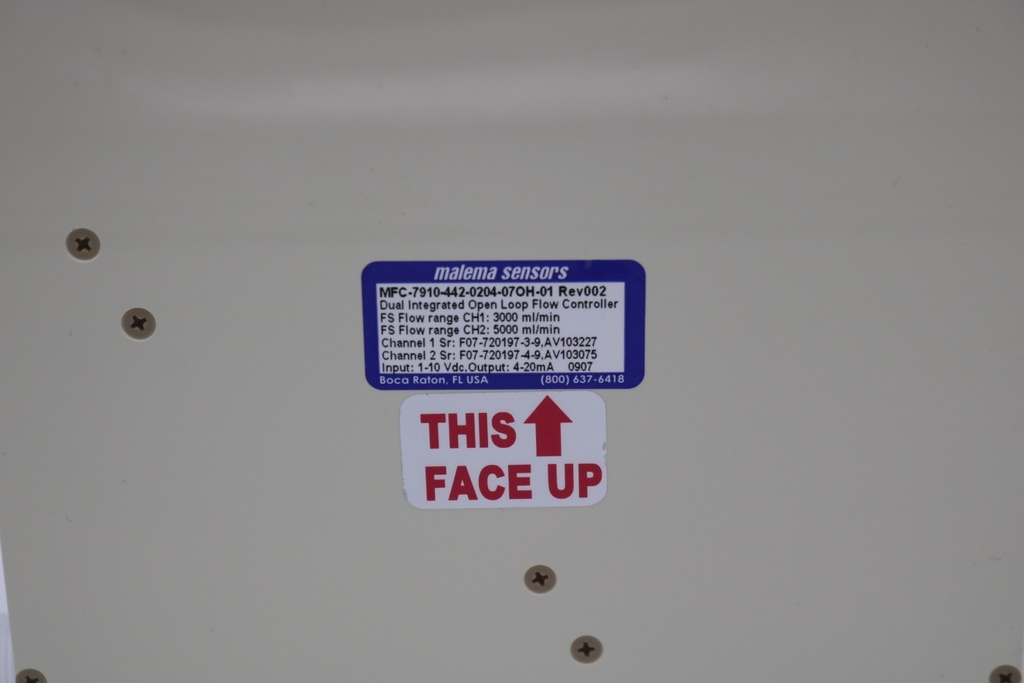 malema sensors
MFC-7910-442-0204-070H-01 Rev002
Dual Integrated Open Loop Flow Controller
FS Flow range CH1: 3000 ml/min
FS Flow range CH2: 5000 ml/min
Channel 1 Sr: F07-720197-3-9,AV103227
Channel 2 Sr: F07-720197-4-9,AV103075
Input: 1-10 Vdc,Output: 4-20mA 0907
Boca Raton, FL USA (800) 637-6418
THIS
FACE UP